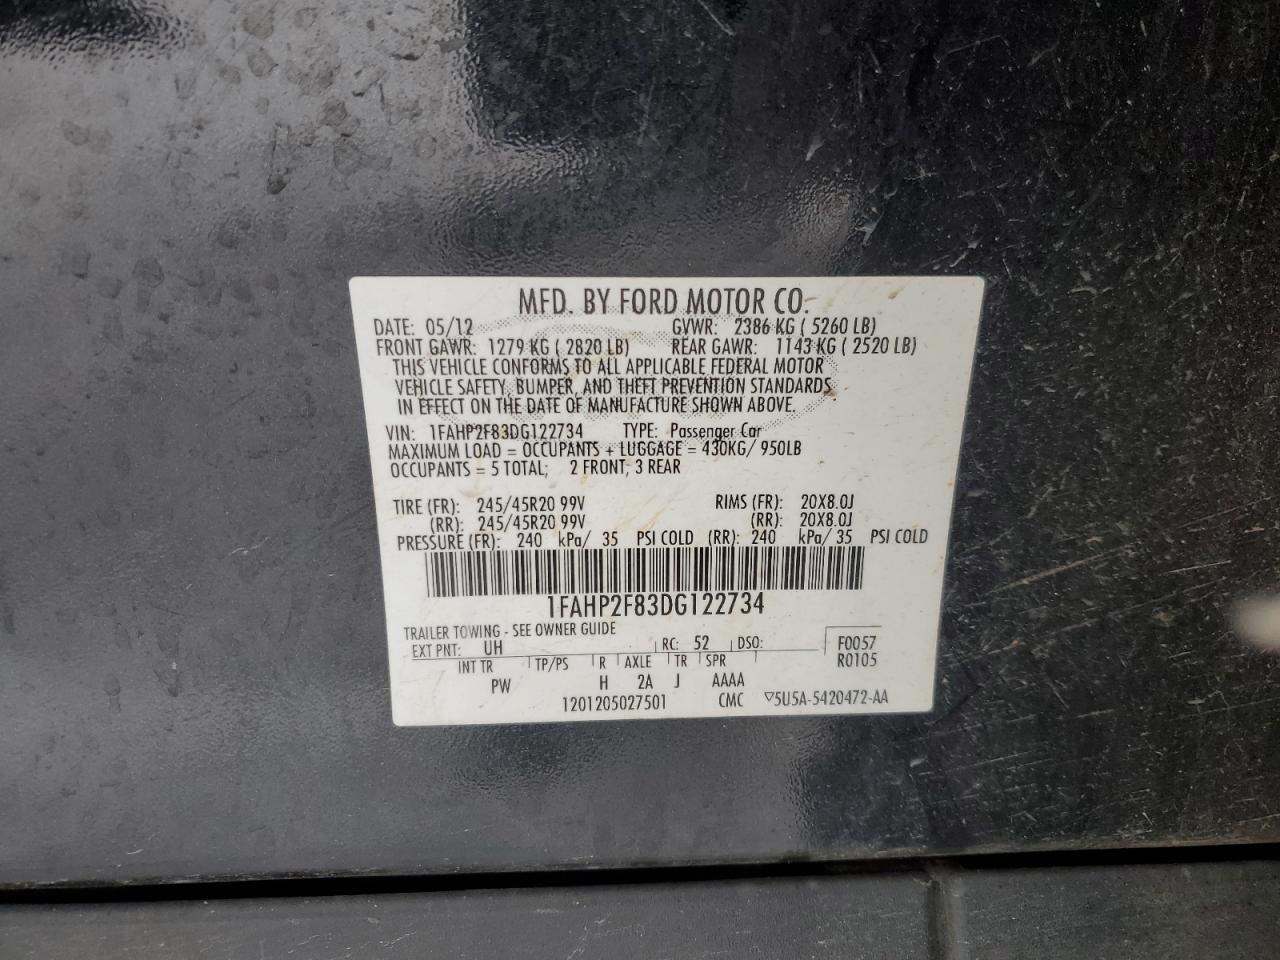 MFD. BY FORD MOTOR CO.
DATE: 05/12 GVWR: 2386 KG ( 5260 LB)
FRONT GAWR: 1279 KG ( 2820 LB) REAR GAWR: 1143 KG ( 2520 LB)
THIS VEHICLE CONFORMS TO ALL APPLICABLE FEDERAL MOTOR
VEHICLE SAFETY, BUMPER, AND THEFT PREVENTION STANDARDS
IN EFFECT ON THE DATE OF MANUFACTURE SHOWN ABOVE.
VIN: 1FAHP2F83DG122734 TYPE: Passenger Car
MAXIMUM LOAD = OCCUPANTS + LUGGAGE = 430KG/ 950LB
OCCUPANTS = 5 TOTAL; 2 FRONT, 3 REAR
TIRE (FR): 245/45R20 99V RIMS (FR): 20X8.0J
(RR): 245/45R20 99V (RR): 20X8.0J
PRESSURE (FR): 240 kPa/ 35 PSI COLD (RR): 240 kPa/ 35 PSI COLD
1FAHP2F83DG122734
TRAILER TOWING - SEE OWNER GUIDE
EXT PNT: UH RC: 52 DSO: F0057
INT TR TP/PS R AXLE TR SPR R0105
PW H 2A J AAAA
1201205027501 CMC ▽5U5A-5420472-AA